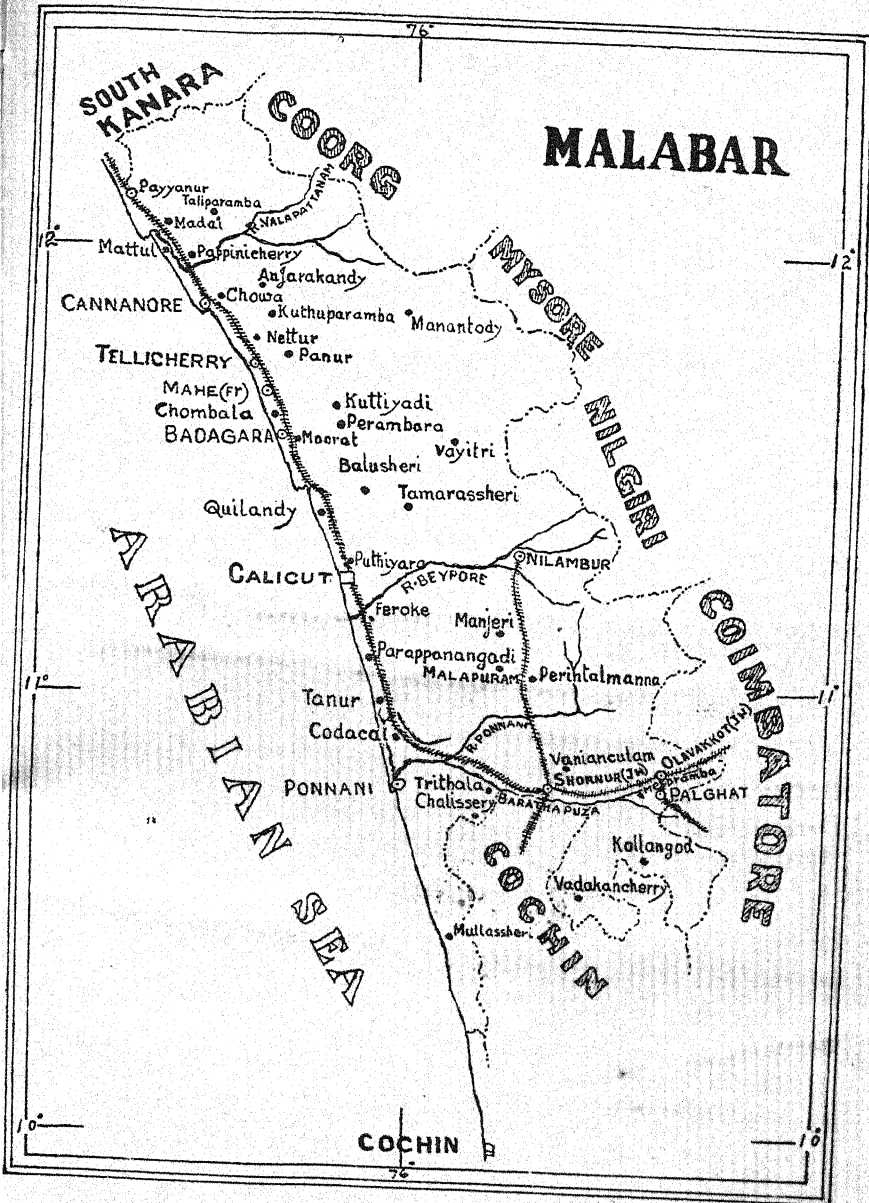 76°
SOUTH
KANARA
COORG
MALABAR
Payyanur
Taliparamba
Madai
R.VALAPATTANAM
12°
Mattul
Pappinicherry
MYSORE
12°
Anjarakandy
CANNANORE
Chowa
Kuthuparamba
Manantody
Nettur
TELLICHERRY
Panur
MAHE(Fr)
Kuttiyadi
Chombala
Perambara
BADAGARA
Moorat
Vayitri
NILGIRI
Balusheri
Tamarassheri
Quilandy
ARABIAN SEA
Puthiyara
NILAMBUR
CALICUT
R.BEYPORE
COIMBATORE
Feroke
Manjeri
Parappanangadi
MALAPURAM
Perintalmanna
11°
11°
Tanur
Codacal
R.PONNANI
OLAVAKKOT(JN)
Vanianculam
PONNANI
Trithala
SHORNUR(JN)
PALGHAT
Chalissery
BARATHAPUZA
COCHIN
Kollangod
Vadakancherry
Mullassheri
10°
10°
COCHIN
76°